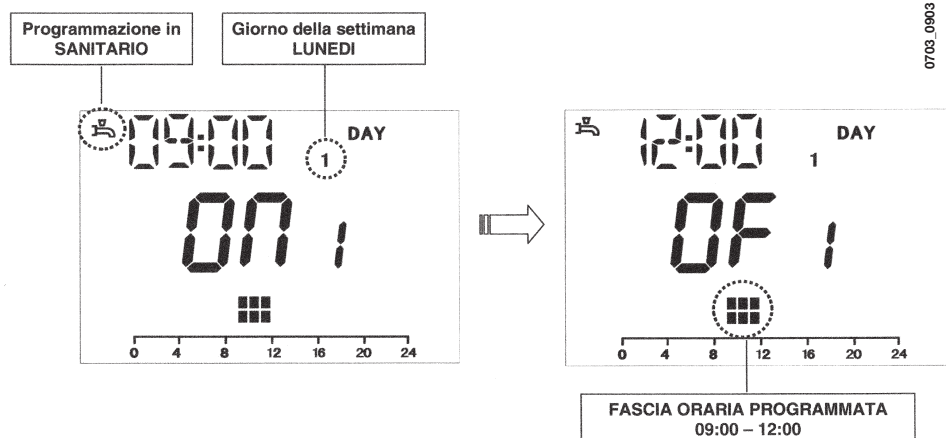 Programmazione in
SANITARIO
Giorno della settimana
LUNEDI
0703_0903
09:00
DAY
1
ON 1
0 4 8 12 16 20 24
12:00
DAY
1
OF 1
0 4 8 12 16 20 24
FASCIA ORARIA PROGRAMMATA
09:00 – 12:00